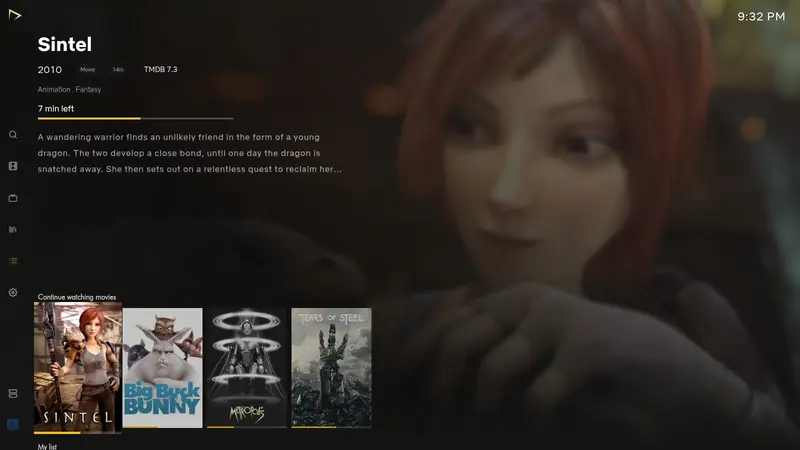 9:32 PM
Sintel
2010 Movie 14m TMDB 7.3
Animation . Fantasy .
7 min left
A wandering warrior finds an unlikely friend in the form of a young
dragon. The two develop a close bond, until one day the dragon is
snatched away. She then sets out on a relentless quest to reclaim her...
Continue watching movies
SINTEL
Big Buck
BUNNY
METROPOLIS
TEARS OF STEEL
My list